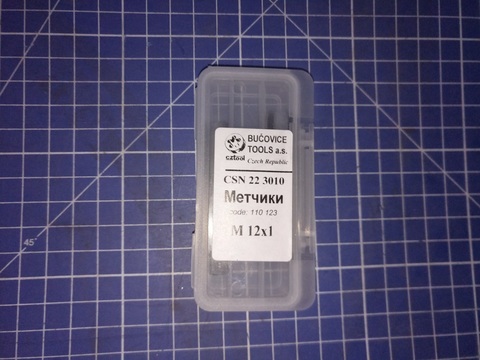 BUČOVICE
TOOLS a.s.
Czech Republic
CSN 22 3010
Метчики
code: 110 123
M 12x1
45°